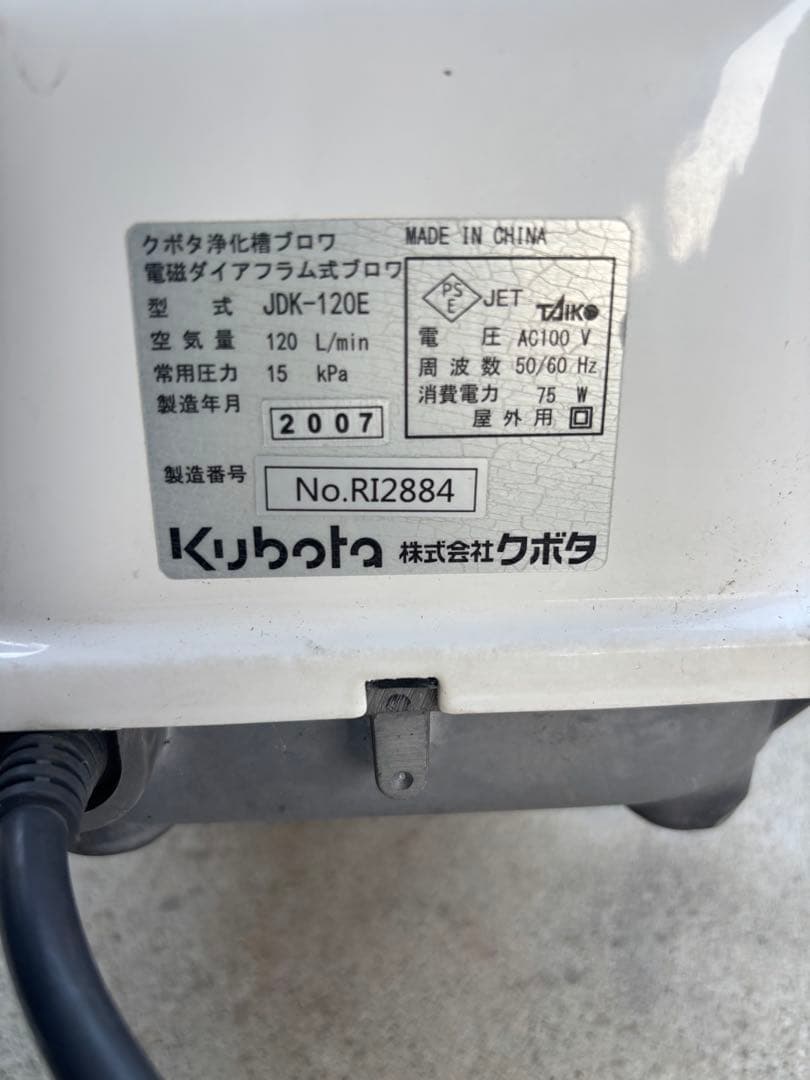 クボタ浄化槽ブロワ MADE IN CHINA
電磁ダイアフラム式ブロワ
型 式 JDK-120E
空気量 120 L/min
常用圧力 15 kPa
製造年月 2007
PS E JET TAIKO
電 圧 AC100 V
周波数 50/60 Hz
消費電力 75 W
屋外用
製造番号 No.RI2884
Kubota 株式会社クボタ